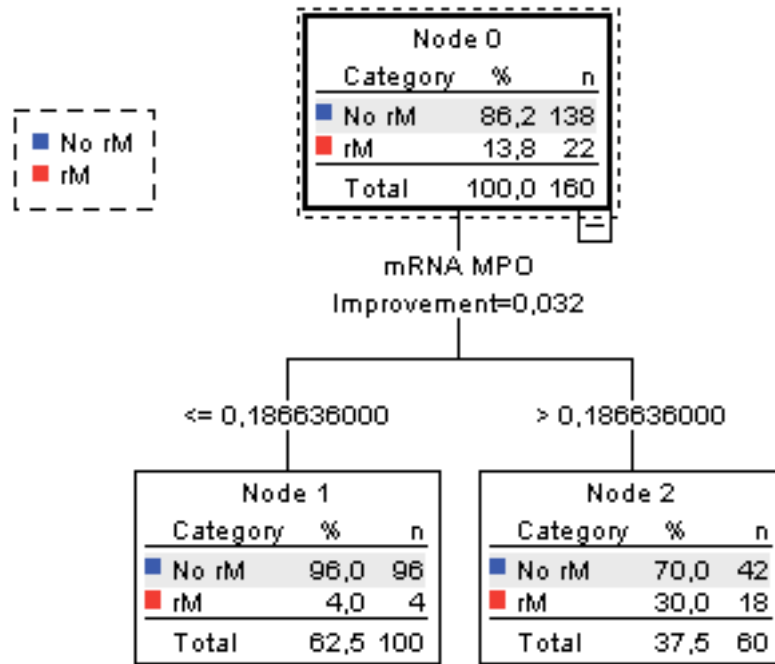 Node 0
Category % n
No rM 86,2 138
rM 13,8 22
Total 100,0 160
No rM
rM
mRNA MPO
Improvement=0,032
<= 0,186636000
> 0,186636000
Node 1
Category % n
No rM 96,0 96
rM 4,0 4
Total 62,5 100
Node 2
Category % n
No rM 70,0 42
rM 30,0 18
Total 37,5 60